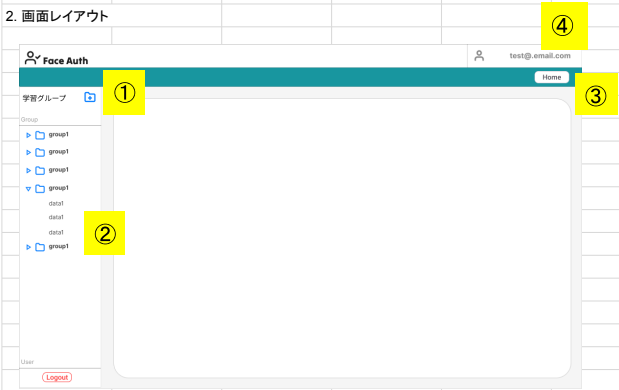 2. 画面レイアウト
④
Face Auth
test@.email.com
Home
③
学習グループ
①
Group
group1
group1
group1
group1
data1
data1
data1
②
group1
User
Logout